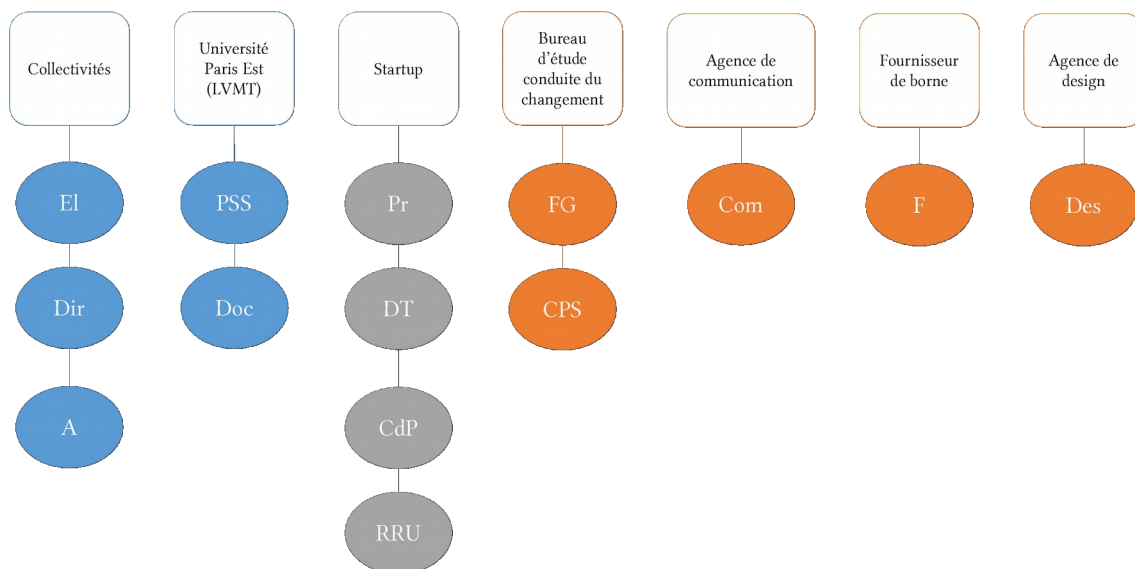 Collectivités
Université
Paris Est
(LVMT)
Startup
Bureau
d'étude
conduite du
changement
Agence de
communication
Fournisseur
de borne
Agence de
design
El
PSS
Pr
FG
Com
F
Des
Dir
Doc
DT
CPS
A
CdP
RRU